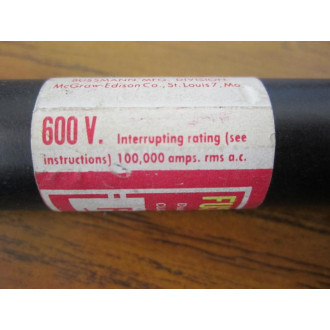 BUSSMANN MFG. DIVISION
McGraw-Edison Co., St. Louis 7, Mo.
600 V. Interrupting rating (see
instructions) 100,000 amps. rms a.c.